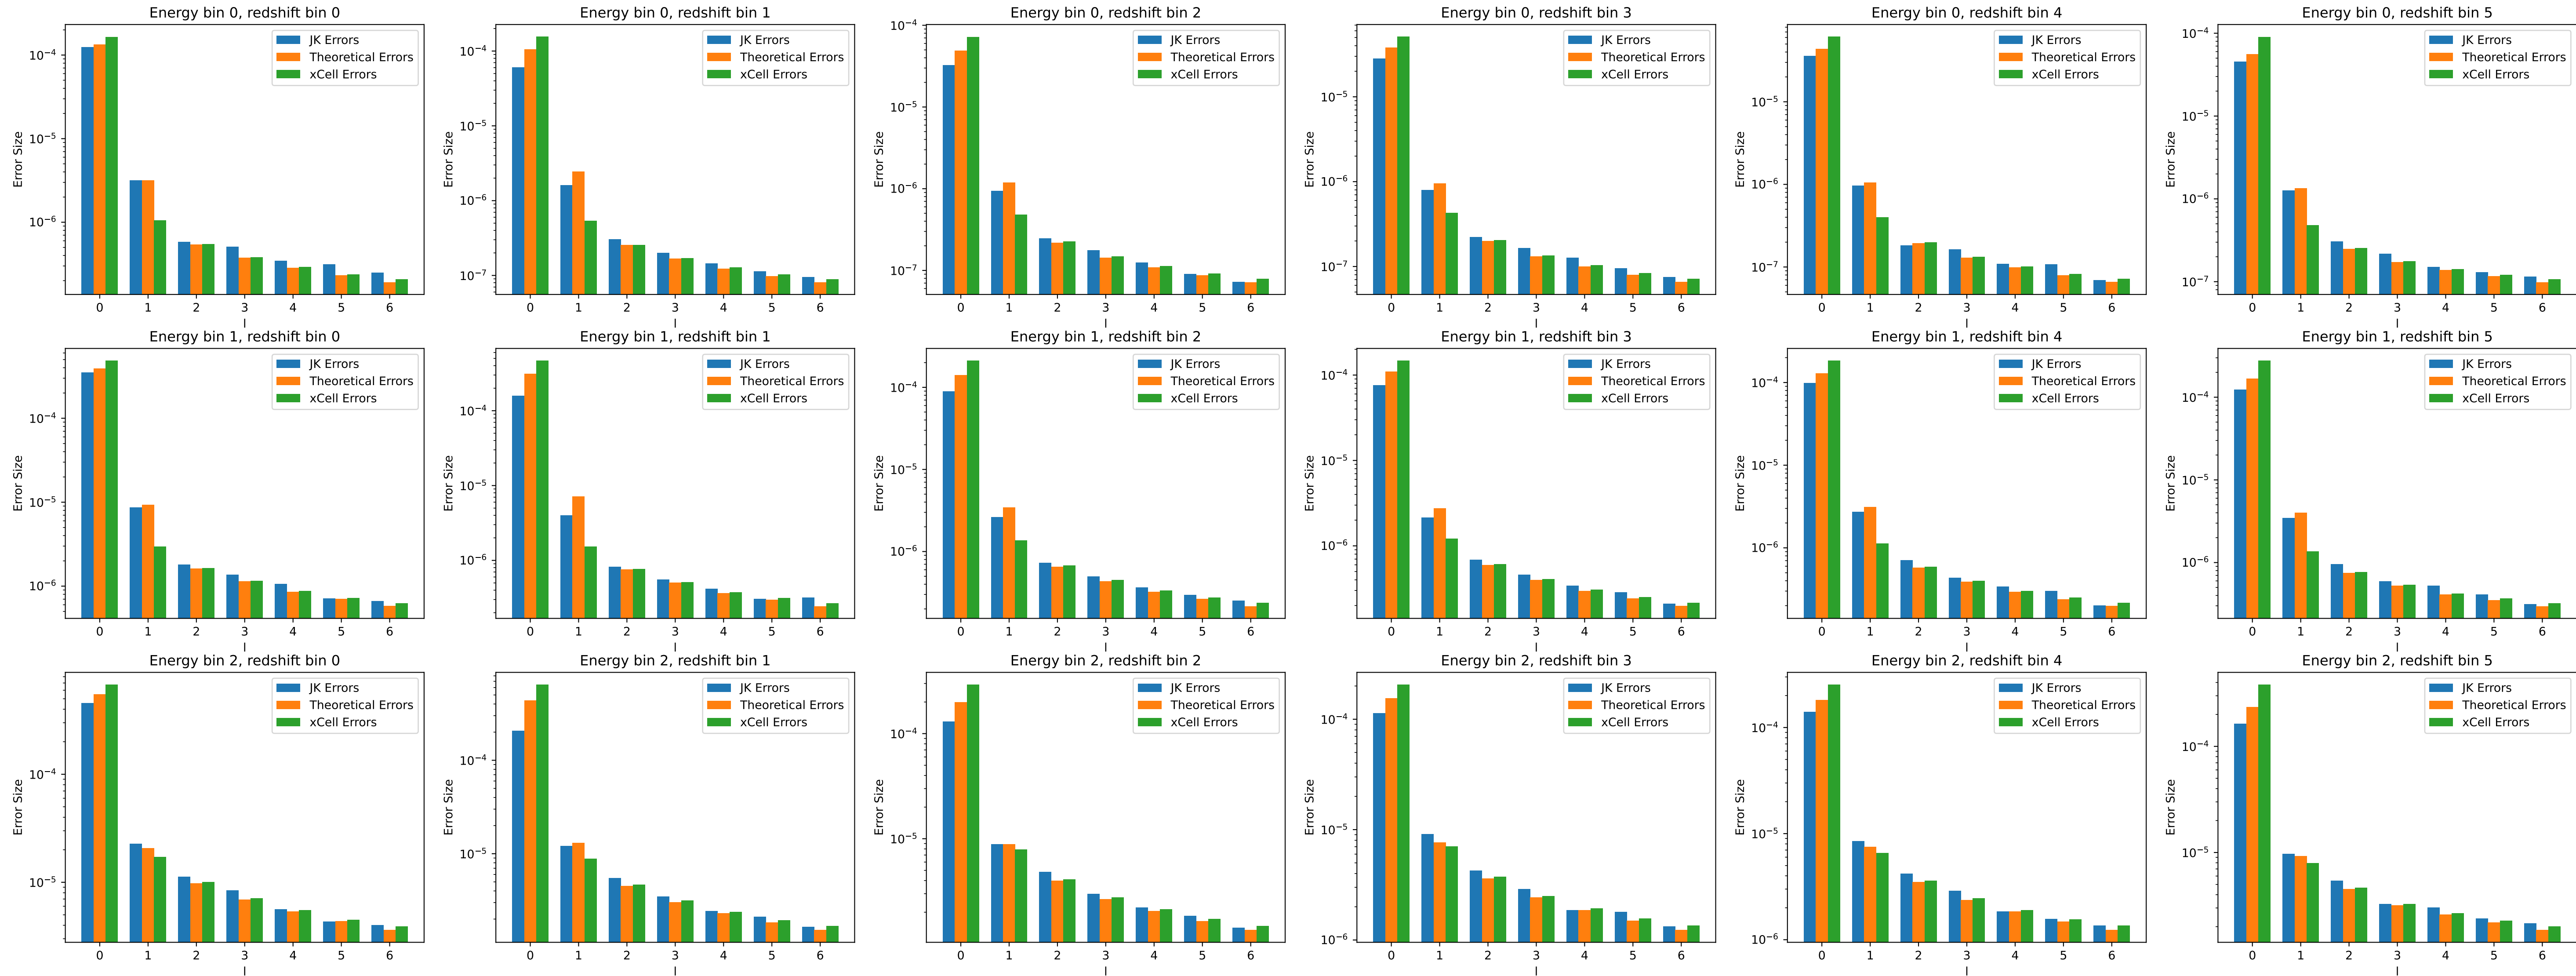 Energy bin 0, redshift bin 0
Error Size
10⁻⁴
10⁻⁵
10⁻⁶
JK Errors
Theoretical Errors
xCell Errors
0 1 2 3 4 5 6
l
Energy bin 0, redshift bin 1
Error Size
10⁻⁴
10⁻⁵
10⁻⁶
10⁻⁷
JK Errors
Theoretical Errors
xCell Errors
0 1 2 3 4 5 6
l
Energy bin 0, redshift bin 2
Error Size
10⁻⁴
10⁻⁵
10⁻⁶
10⁻⁷
JK Errors
Theoretical Errors
xCell Errors
0 1 2 3 4 5 6
l
Energy bin 0, redshift bin 3
Error Size
10⁻⁵
10⁻⁶
10⁻⁷
JK Errors
Theoretical Errors
xCell Errors
0 1 2 3 4 5 6
l
Energy bin 0, redshift bin 4
Error Size
10⁻⁵
10⁻⁶
10⁻⁷
JK Errors
Theoretical Errors
xCell Errors
0 1 2 3 4 5 6
l
Energy bin 0, redshift bin 5
Error Size
10⁻⁴
10⁻⁵
10⁻⁶
10⁻⁷
JK Errors
Theoretical Errors
xCell Errors
0 1 2 3 4 5 6
l
Energy bin 1, redshift bin 0
Error Size
10⁻⁴
10⁻⁵
10⁻⁶
JK Errors
Theoretical Errors
xCell Errors
0 1 2 3 4 5 6
l
Energy bin 1, redshift bin 1
Error Size
10⁻⁴
10⁻⁵
10⁻⁶
JK Errors
Theoretical Errors
xCell Errors
0 1 2 3 4 5 6
l
Energy bin 1, redshift bin 2
Error Size
10⁻⁴
10⁻⁵
10⁻⁶
JK Errors
Theoretical Errors
xCell Errors
0 1 2 3 4 5 6
l
Energy bin 1, redshift bin 3
Error Size
10⁻⁴
10⁻⁵
10⁻⁶
JK Errors
Theoretical Errors
xCell Errors
0 1 2 3 4 5 6
l
Energy bin 1, redshift bin 4
Error Size
10⁻⁴
10⁻⁵
10⁻⁶
JK Errors
Theoretical Errors
xCell Errors
0 1 2 3 4 5 6
l
Energy bin 1, redshift bin 5
Error Size
10⁻⁴
10⁻⁵
10⁻⁶
JK Errors
Theoretical Errors
xCell Errors
0 1 2 3 4 5 6
l
Energy bin 2, redshift bin 0
Error Size
10⁻⁴
10⁻⁵
JK Errors
Theoretical Errors
xCell Errors
0 1 2 3 4 5 6
l
Energy bin 2, redshift bin 1
Error Size
10⁻⁴
10⁻⁵
JK Errors
Theoretical Errors
xCell Errors
0 1 2 3 4 5 6
l
Energy bin 2, redshift bin 2
Error Size
10⁻⁴
10⁻⁵
JK Errors
Theoretical Errors
xCell Errors
0 1 2 3 4 5 6
l
Energy bin 2, redshift bin 3
Error Size
10⁻⁴
10⁻⁵
10⁻⁶
JK Errors
Theoretical Errors
xCell Errors
0 1 2 3 4 5 6
l
Energy bin 2, redshift bin 4
Error Size
10⁻⁴
10⁻⁵
10⁻⁶
JK Errors
Theoretical Errors
xCell Errors
0 1 2 3 4 5 6
l
Energy bin 2, redshift bin 5
Error Size
10⁻⁴
10⁻⁵
JK Errors
Theoretical Errors
xCell Errors
0 1 2 3 4 5 6
l